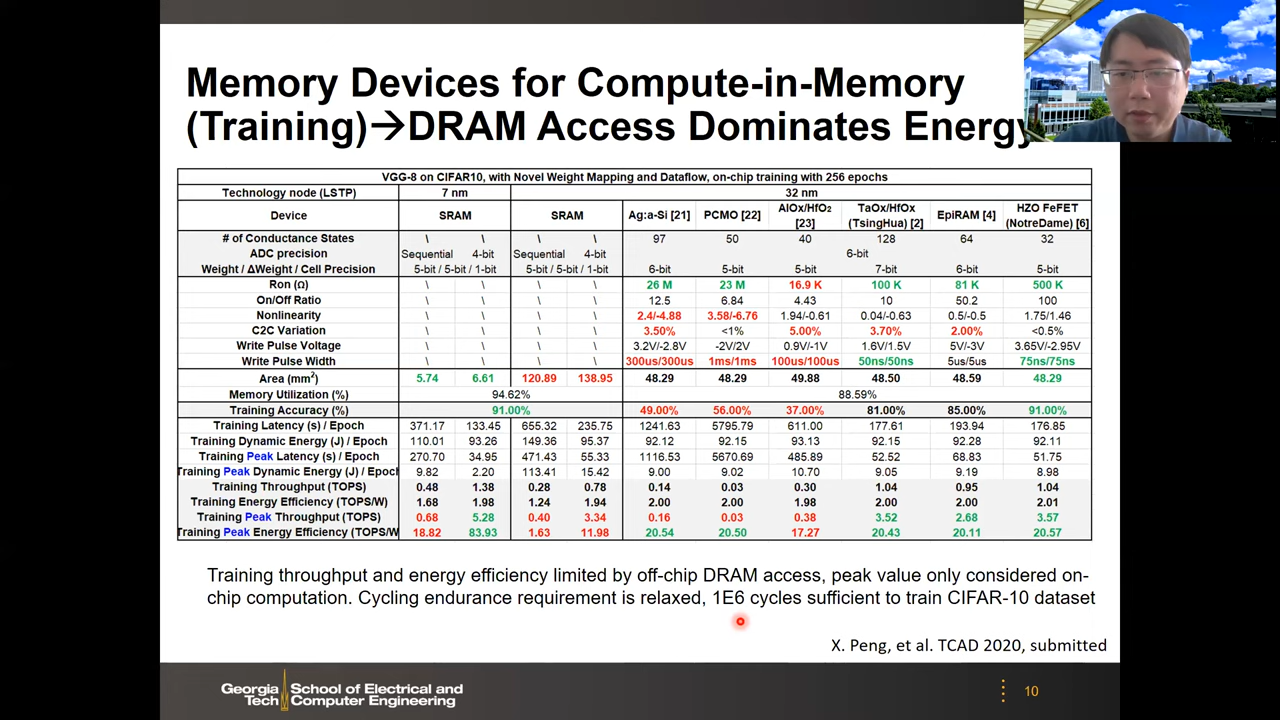 Memory Devices for Compute-in-Memory
(Training)→DRAM Access Dominates Energy
VGG-8 on CIFAR10, with Novel Weight Mapping and Dataflow, on-chip training with 256 epochs
Technology node (LSTP) 7 nm 32 nm
Device SRAM SRAM Ag:a-Si [21] PCMO [22] AlOx/HfO2 [23] TaOx/HfOx (TsingHua) [2] EpiRAM [4] HZO FeFET (NotreDame) [6]
# of Conductance States \ \ \ \ 97 50 40 128 64 32
ADC precision Sequential 4-bit Sequential 4-bit 6-bit
Weight / ΔWeight / Cell Precision 5-bit / 5-bit / 1-bit 5-bit / 5-bit / 1-bit 6-bit 5-bit 5-bit 7-bit 6-bit 5-bit
Ron (Ω) \ \ \ \ 26 M 23 M 16.9 K 100 K 81 K 500 K
On/Off Ratio \ \ \ \ 12.5 6.84 4.43 10 50.2 100
Nonlinearity \ \ \ \ 2.4/-4.88 3.58/-6.76 1.94/-0.61 0.04/-0.63 0.5/-0.5 1.75/1.46
C2C Variation \ \ \ \ 3.50% <1% 5.00% 3.70% 2.00% <0.5%
Write Pulse Voltage \ \ \ \ 3.2V/-2.8V -2V/2V 0.9V/-1V 1.6V/1.5V 5V/-3V 3.65V/-2.95V
Write Pulse Width \ \ \ \ 300us/300us 1ms/1ms 100us/100us 50ns/50ns 5us/5us 75ns/75ns
Area (mm2) 5.74 6.61 120.89 138.95 48.29 48.29 49.88 48.50 48.59 48.29
Memory Utilization (%) 94.62% 88.59%
Training Accuracy (%) 91.00% 49.00% 56.00% 37.00% 81.00% 85.00% 91.00%
Training Latency (s) / Epoch 371.17 133.45 655.32 235.75 1241.63 5795.79 611.00 177.61 193.94 176.85
Training Dynamic Energy (J) / Epoch 110.01 93.26 149.36 95.37 92.12 92.15 93.13 92.15 92.28 92.11
Training Peak Latency (s) / Epoch 270.70 34.95 471.43 55.33 1116.53 5670.69 485.89 52.52 68.83 51.75
Training Peak Dynamic Energy (J) / Epoch 9.82 2.20 113.41 15.42 9.00 9.02 10.70 9.05 9.19 8.98
Training Throughput (TOPS) 0.48 1.38 0.28 0.78 0.14 0.03 0.30 1.04 0.95 1.04
Training Energy Efficiency (TOPS/W) 1.68 1.98 1.24 1.94 2.00 2.00 1.98 2.00 2.00 2.01
Training Peak Throughput (TOPS) 0.68 5.28 0.40 3.34 0.16 0.03 0.38 3.52 2.68 3.57
Training Peak Energy Efficiency (TOPS/W 18.82 83.93 1.63 11.98 20.54 20.50 17.27 20.43 20.11 20.57
Training throughput and energy efficiency limited by off-chip DRAM access, peak value only considered on-
chip computation. Cycling endurance requirement is relaxed, 1E6 cycles sufficient to train CIFAR-10 dataset
X. Peng, et al. TCAD 2020, submitted
Georgia Tech School of Electrical and
Computer Engineering
10